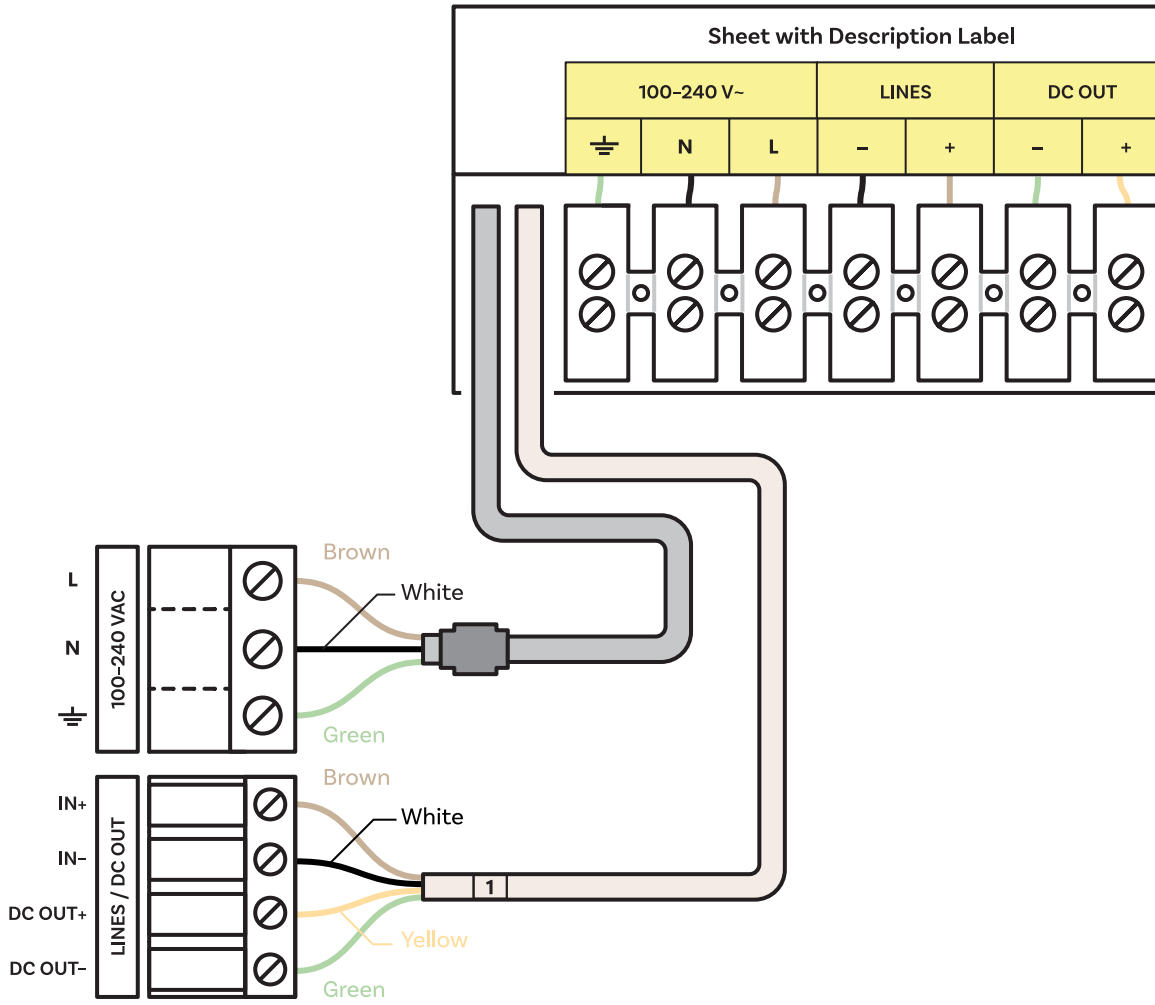 Sheet with Description Label
100–240 V~ LINES DC OUT
N L – + – +
Brown
L
White
100–240 VAC
N
Green
Brown
IN+
White
LINES / DC OUT
IN–
1
DC OUT+
Yellow
DC OUT–
Green